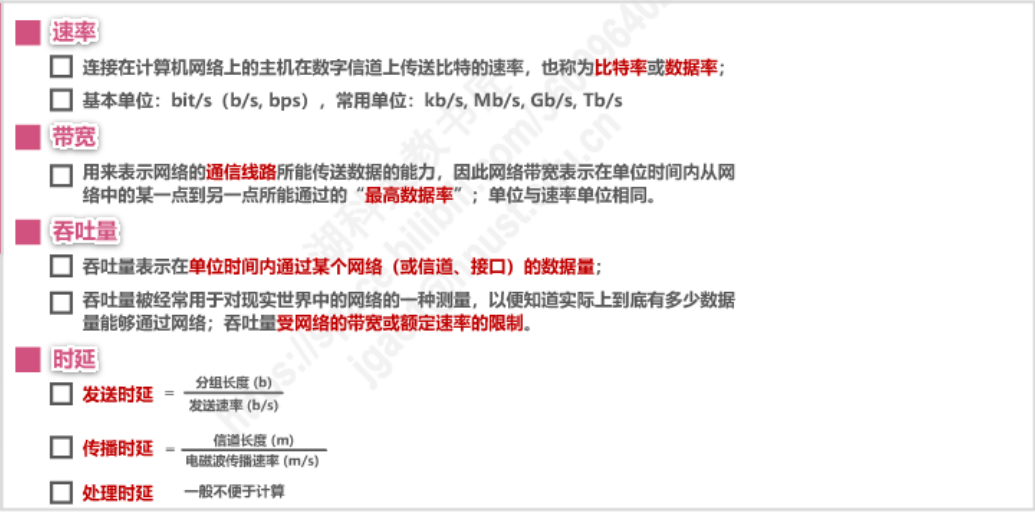 速率
连接在计算机网络上的主机在数字信道上传送比特的速率，也称为比特率或数据率；
基本单位：bit/s（b/s, bps），常用单位：kb/s, Mb/s, Gb/s, Tb/s
带宽
用来表示网络的通信线路所能传送数据的能力，因此网络带宽表示在单位时间内从网
络中的某一点到另一点所能通过的“最高数据率”；单位与速率单位相同。
吞吐量
吞吐量表示在单位时间内通过某个网络（或信道、接口）的数据量；
吞吐量被经常用于对现实世界中的网络的一种测量，以便知道实际上到底有多少数据
量能够通过网络；吞吐量受网络的带宽或额定速率的限制。
时延
发送时延 = 分组长度 (b)
发送速率 (b/s)
传播时延 = 信道长度 (m)
电磁波传播速率 (m/s)
处理时延 一般不便于计算